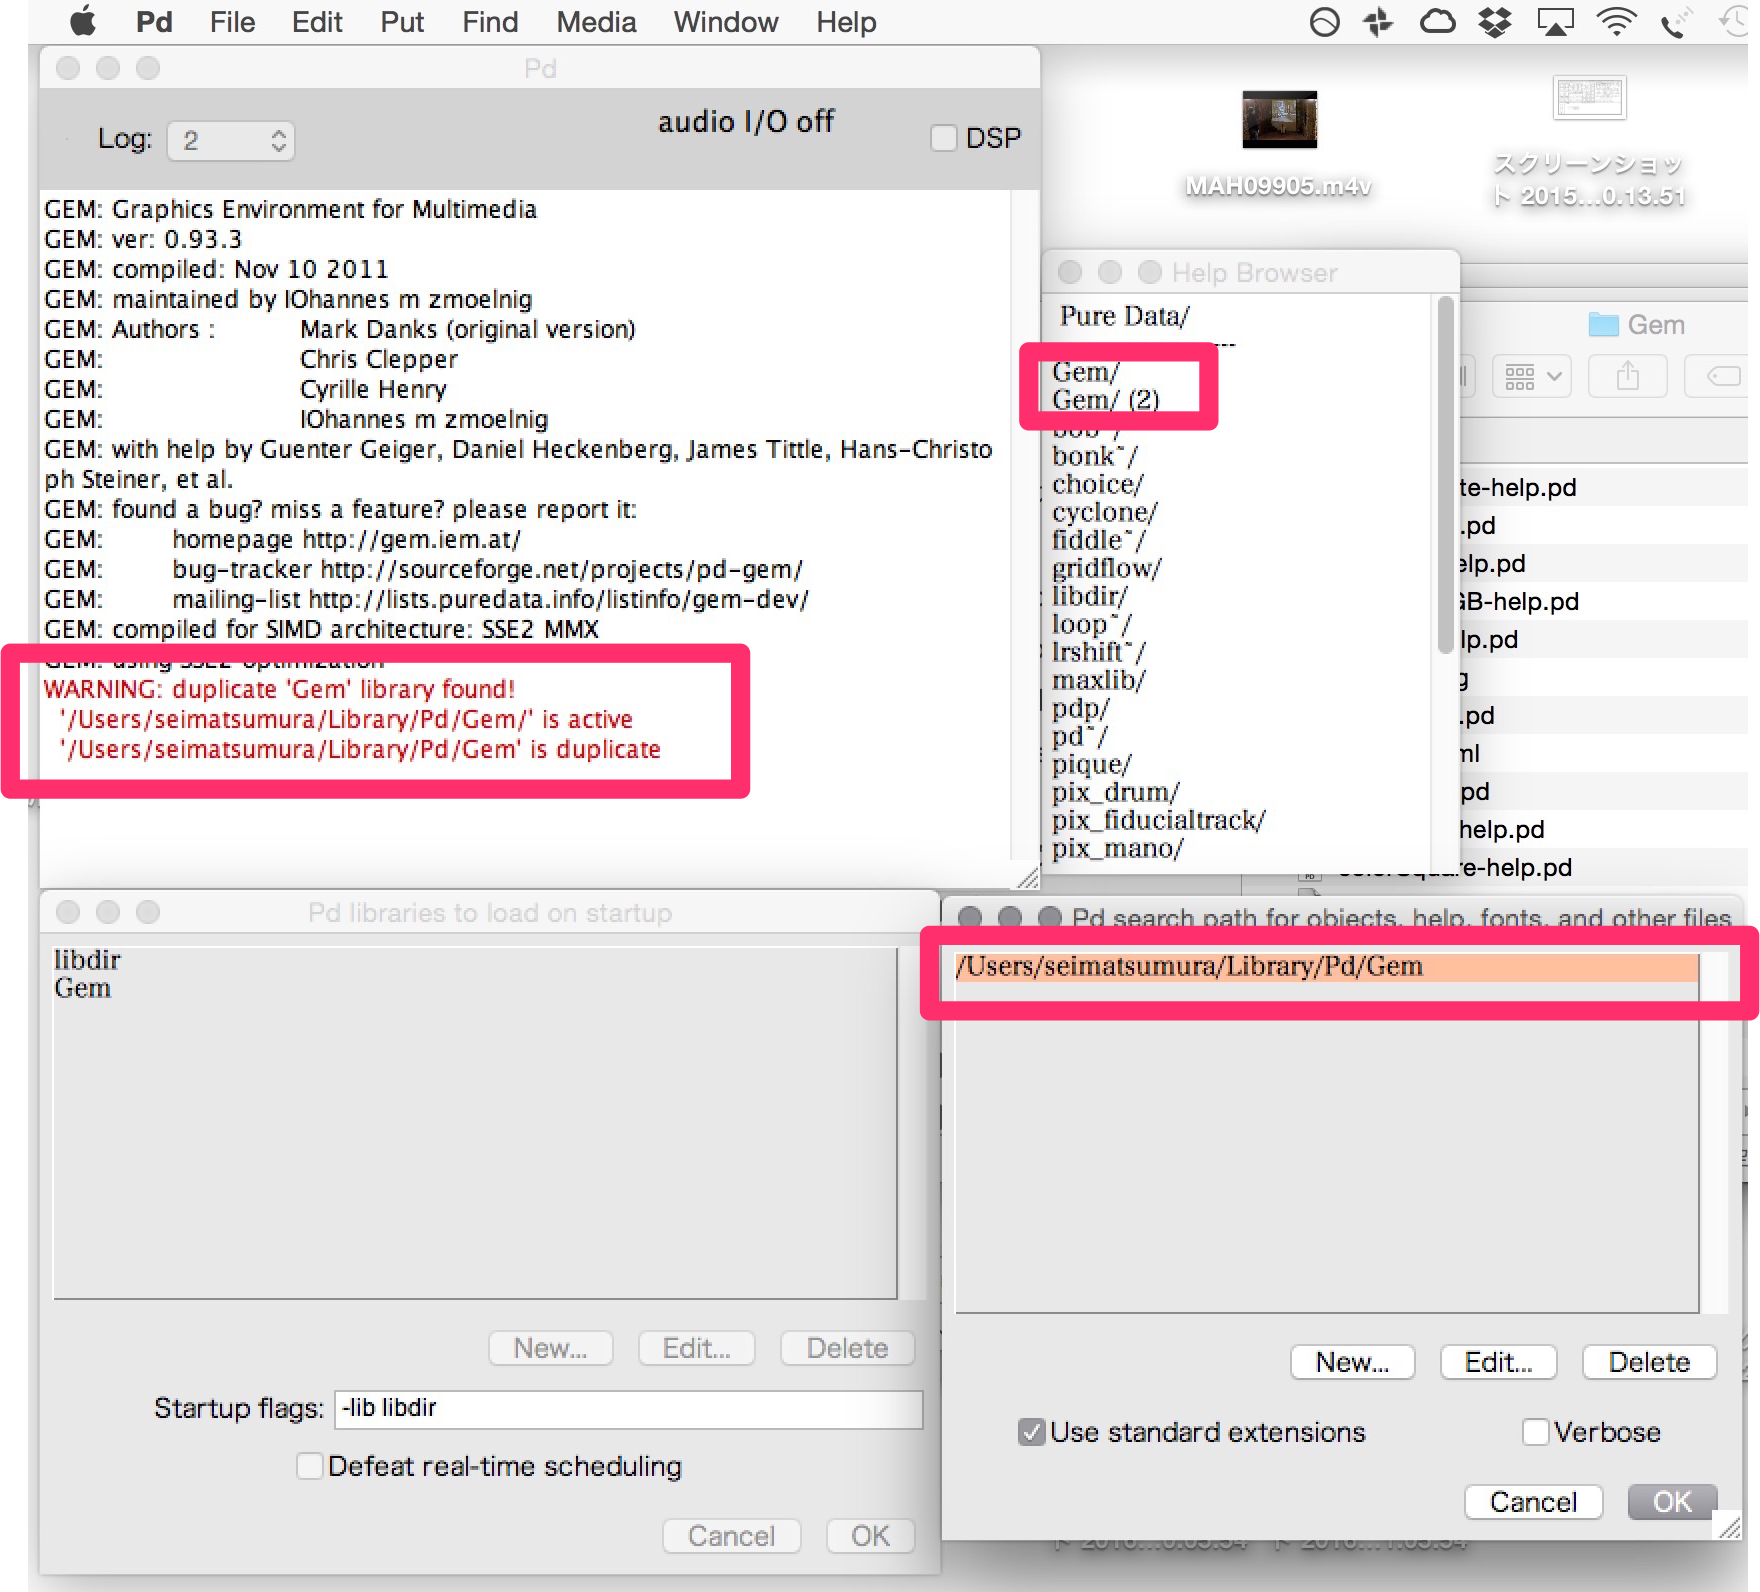 Pd File Edit Put Find Media Window Help
Pd
Log: 2
audio I/O off
DSP
GEM: Graphics Environment for Multimedia
GEM: ver: 0.93.3
GEM: compiled: Nov 10 2011
GEM: maintained by IOhannes m zmoelnig
GEM: Authors : Mark Danks (original version)
GEM: Chris Clepper
GEM: Cyrille Henry
GEM: IOhannes m zmoelnig
GEM: with help by Guenter Geiger, Daniel Heckenberg, James Tittle, Hans-Christo
ph Steiner, et al.
GEM: found a bug? miss a feature? please report it:
GEM: homepage http://gem.iem.at/
GEM: bug-tracker http://sourceforge.net/projects/pd-gem/
GEM: mailing-list http://lists.puredata.info/listinfo/gem-dev/
GEM: compiled for SIMD architecture: SSE2 MMX
GEM: using SSE2 optimization
WARNING: duplicate 'Gem' library found!
'/Users/seimatsumura/Library/Pd/Gem/' is active
'/Users/seimatsumura/Library/Pd/Gem' is duplicate
MAH09905.m4v
スクリーンショッ
ト 2015...0.13.51
Help Browser
Pure Data/
Gem/
Gem/ (2)
bob~/
bonk~/
choice/
cyclone/
fiddle~/
gridflow/
libdir/
loop~/
lrshift~/
maxlib/
pdp/
pd~/
pique/
pix_drum/
pix_fiducialtrack/
pix_mano/
Gem
te-help.pd
.pd
elp.pd
GB-help.pd
lp.pd
g
.pd
ml
pd
help.pd
re-help.pd
Pd libraries to load on startup
libdir
Gem
New... Edit... Delete
Startup flags: -lib libdir
Defeat real-time scheduling
Cancel OK
Pd search path for objects, help, fonts, and other files
/Users/seimatsumura/Library/Pd/Gem
New... Edit... Delete
Use standard extensions Verbose
Cancel OK